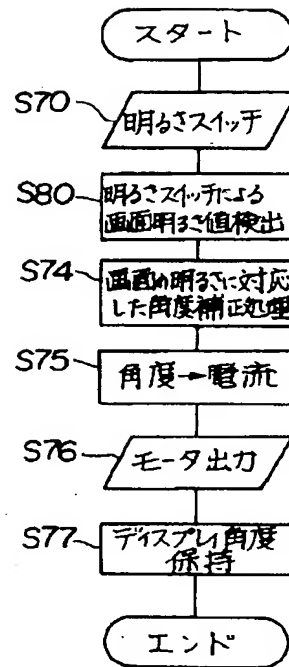 スタート
S70
明るさスイッチ
S80
明るさスイッチによる
画面明るさ値検出
S74
画面の明るさに対応
した角度補正処理
S75
角度→電流
S76
モータ出力
S77
ディスプレイ角度
保持
エンド